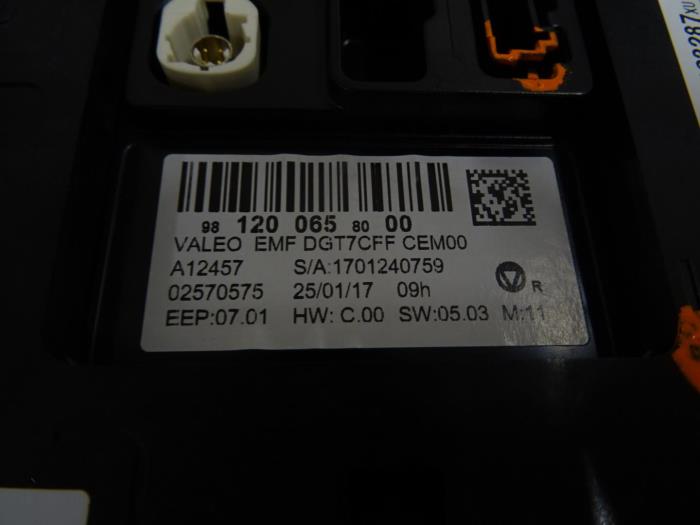 98 120 065 80 00
VALEO EMF DGT7CFF CEM00
A12457 S/A:1701240759
02570575 25/01/17 09h
R
EEP:07.01 HW: C.00 SW:05.03 M:11